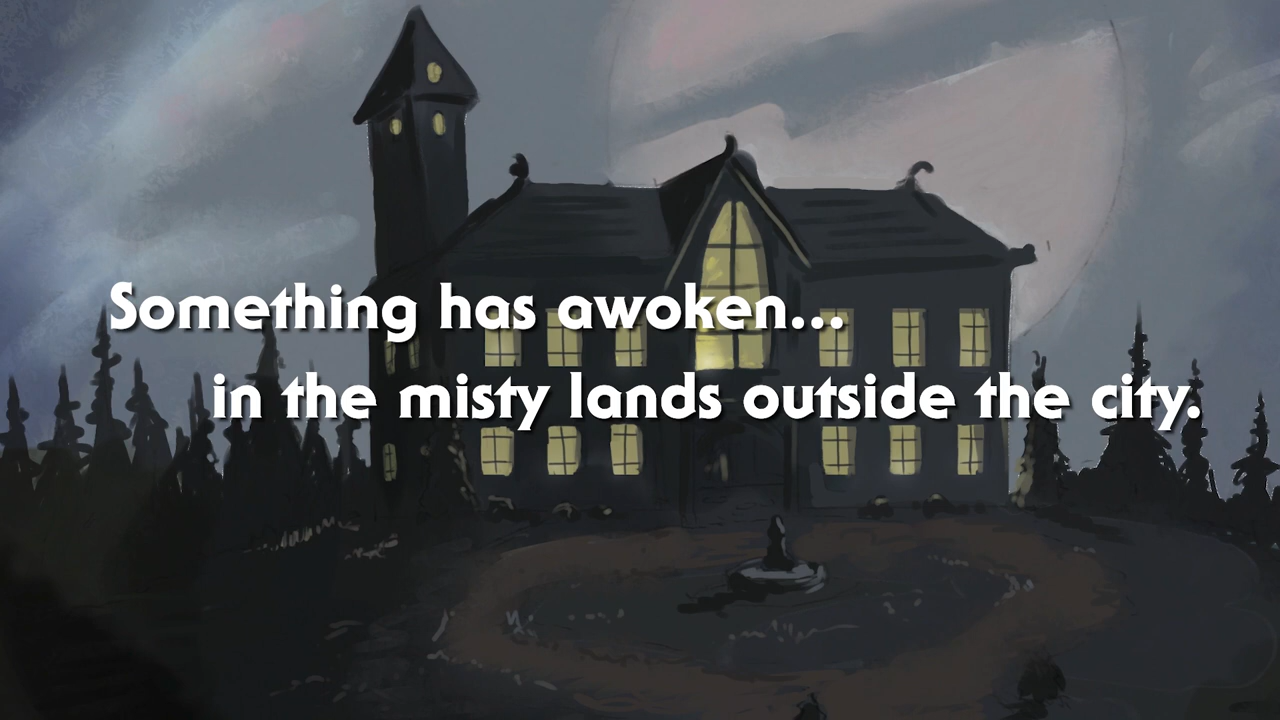 Something has awoken...
in the misty lands outside the city.